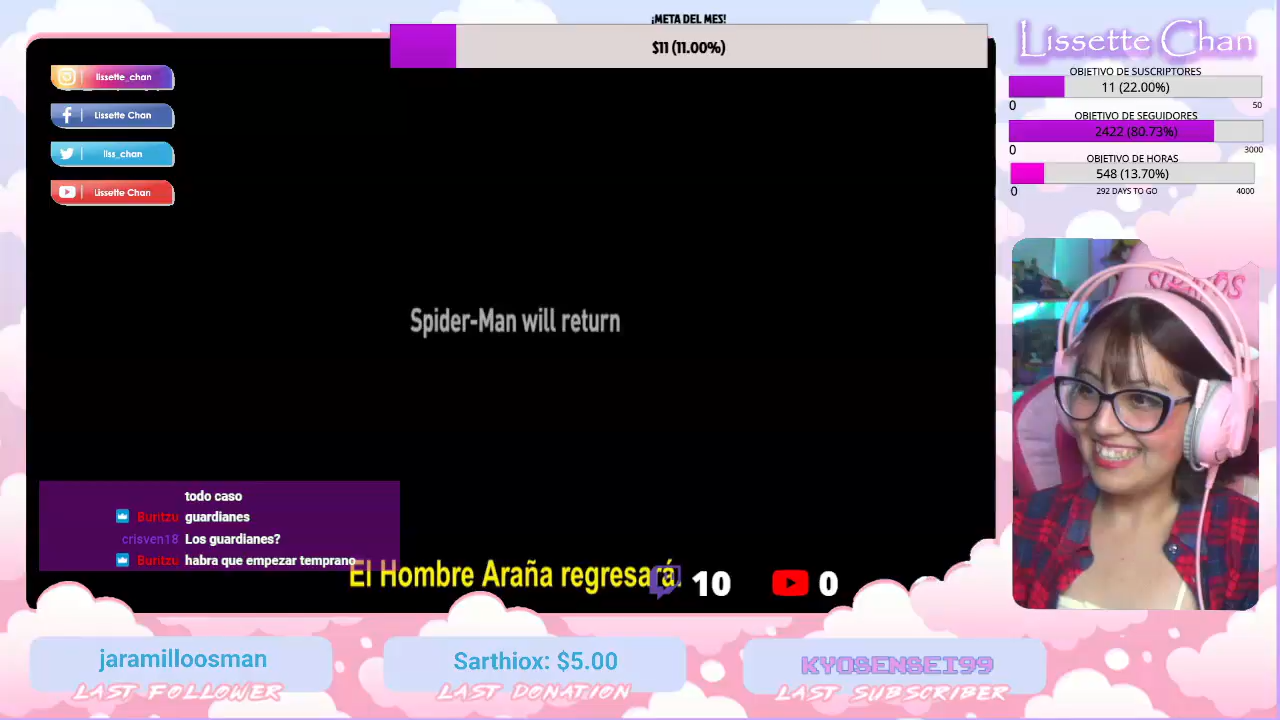 ¡META DEL MES!
$11 (11.00%)
Lissette Chan
OBJETIVO DE SUSCRIPTORES
11 (22.00%)
0
50
OBJETIVO DE SEGUIDORES
2422 (80.73%)
0
3000
OBJETIVO DE HORAS
548 (13.70%)
0
292 DAYS TO GO
4000
lissette_chan
Lissette Chan
liss_chan
Lissette Chan
Spider-Man will return
todo caso
Buritzu guardianes
crisven18 Los guardianes?
Buritzu habra que empezar temprano
El Hombre Araña regresará.
10
0
jaramilloosman
LAST FOLLOWER
Sarthiox: $5.00
LAST DONATION
KYOSENSEI99
LAST SUBSCRIBER